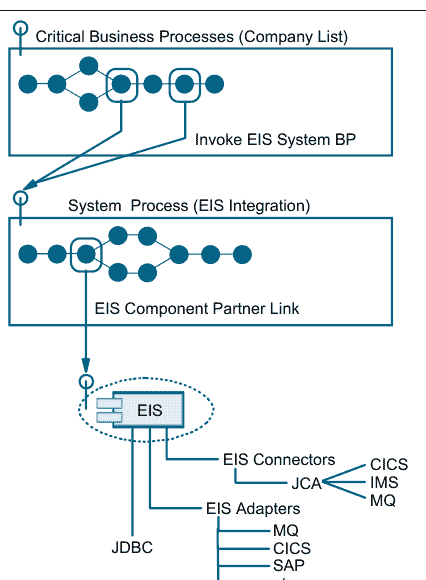 Critical Business Processes (Company List)
Invoke EIS System BP
System Process (EIS Integration)
EIS Component Partner Link
EIS
EIS Connectors
JCA
CICS
IMS
MQ
EIS Adapters
MQ
CICS
SAP
JDBC